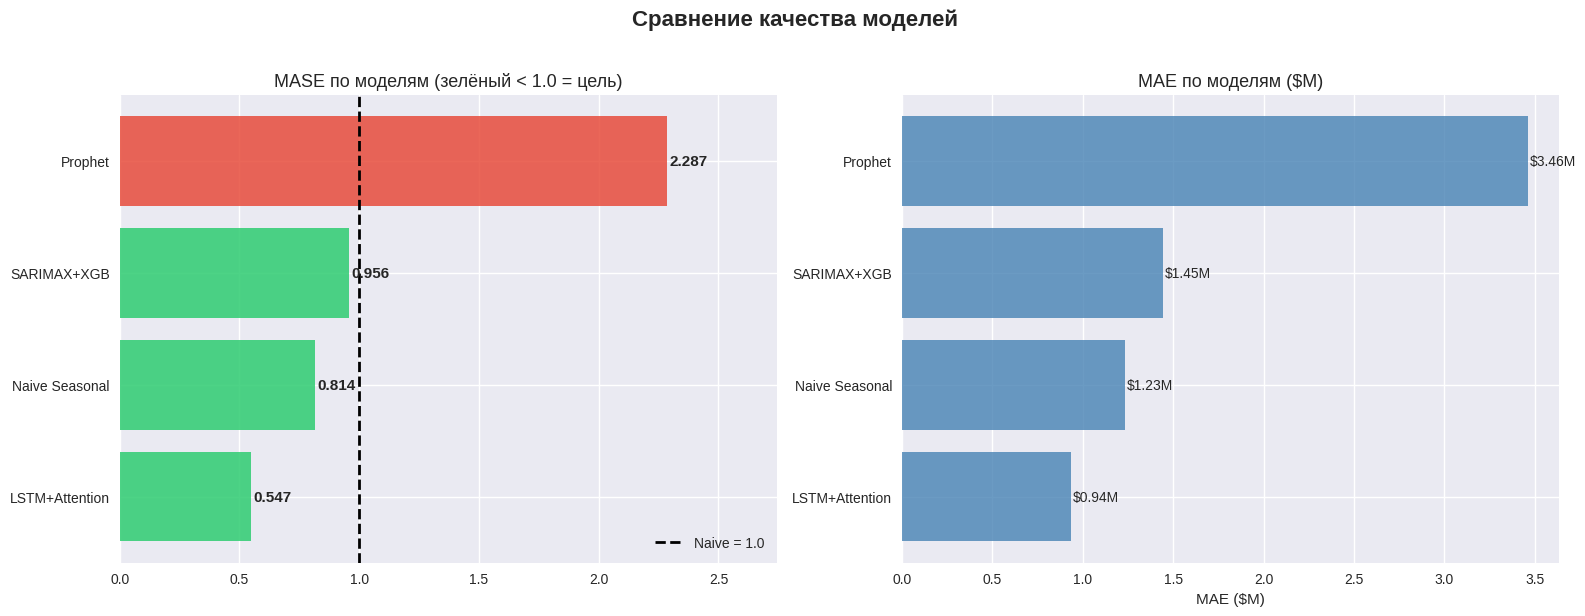 Сравнение качества моделей
MASE по моделям (зелёный < 1.0 = цель)
Prophet
2.287
SARIMAX+XGB
0.956
Naive Seasonal
0.814
LSTM+Attention
0.547
Naive = 1.0
0.0 0.5 1.0 1.5 2.0 2.5
MAE по моделям ($M)
Prophet
$3.46M
SARIMAX+XGB
$1.45M
Naive Seasonal
$1.23M
LSTM+Attention
$0.94M
0.0 0.5 1.0 1.5 2.0 2.5 3.0 3.5
MAE ($M)